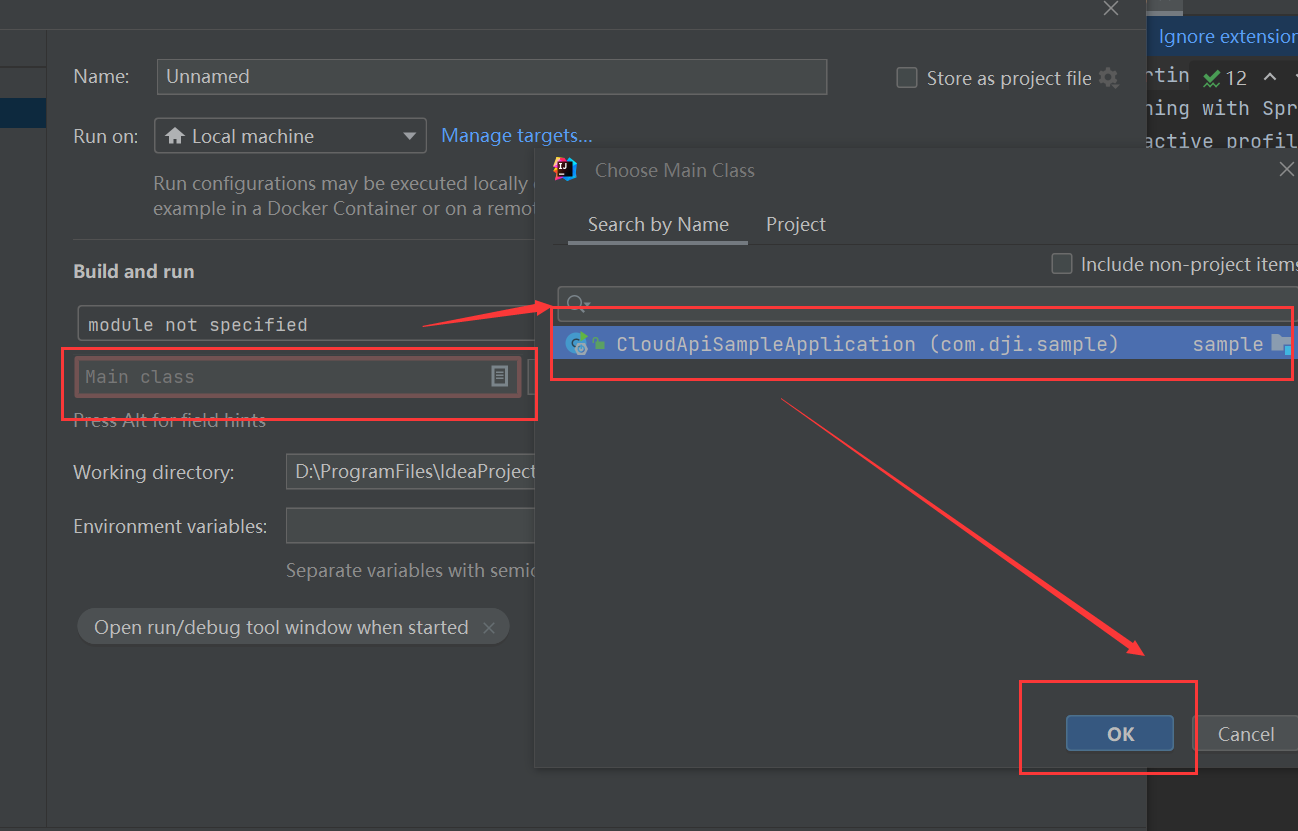 Ignore extension
Name:
Unnamed
Store as project file
rtin
12
ning with Spr
Run on:
Local machine
Manage targets...
active profil
Choose Main Class
Run configurations may be executed locally
example in a Docker Container or on a remot
Search by Name
Project
Build and run
Include non-project items
module not specified
CloudApiSampleApplication (com.dji.sample)
sample
Main class
Press Alt for field hints
Working directory:
D:\ProgramFiles\IdeaProject
Environment variables:
Separate variables with semic
Open run/debug tool window when started
OK
Cancel